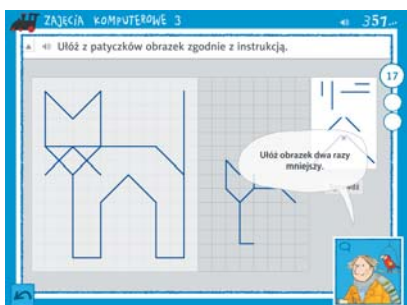 ZAJĘCIA KOMPUTEROWE 3
357...
Ułóż z patyczków obrazek zgodnie z instrukcją.
17
Ułóż obrazek dwa razy
mniejszy.